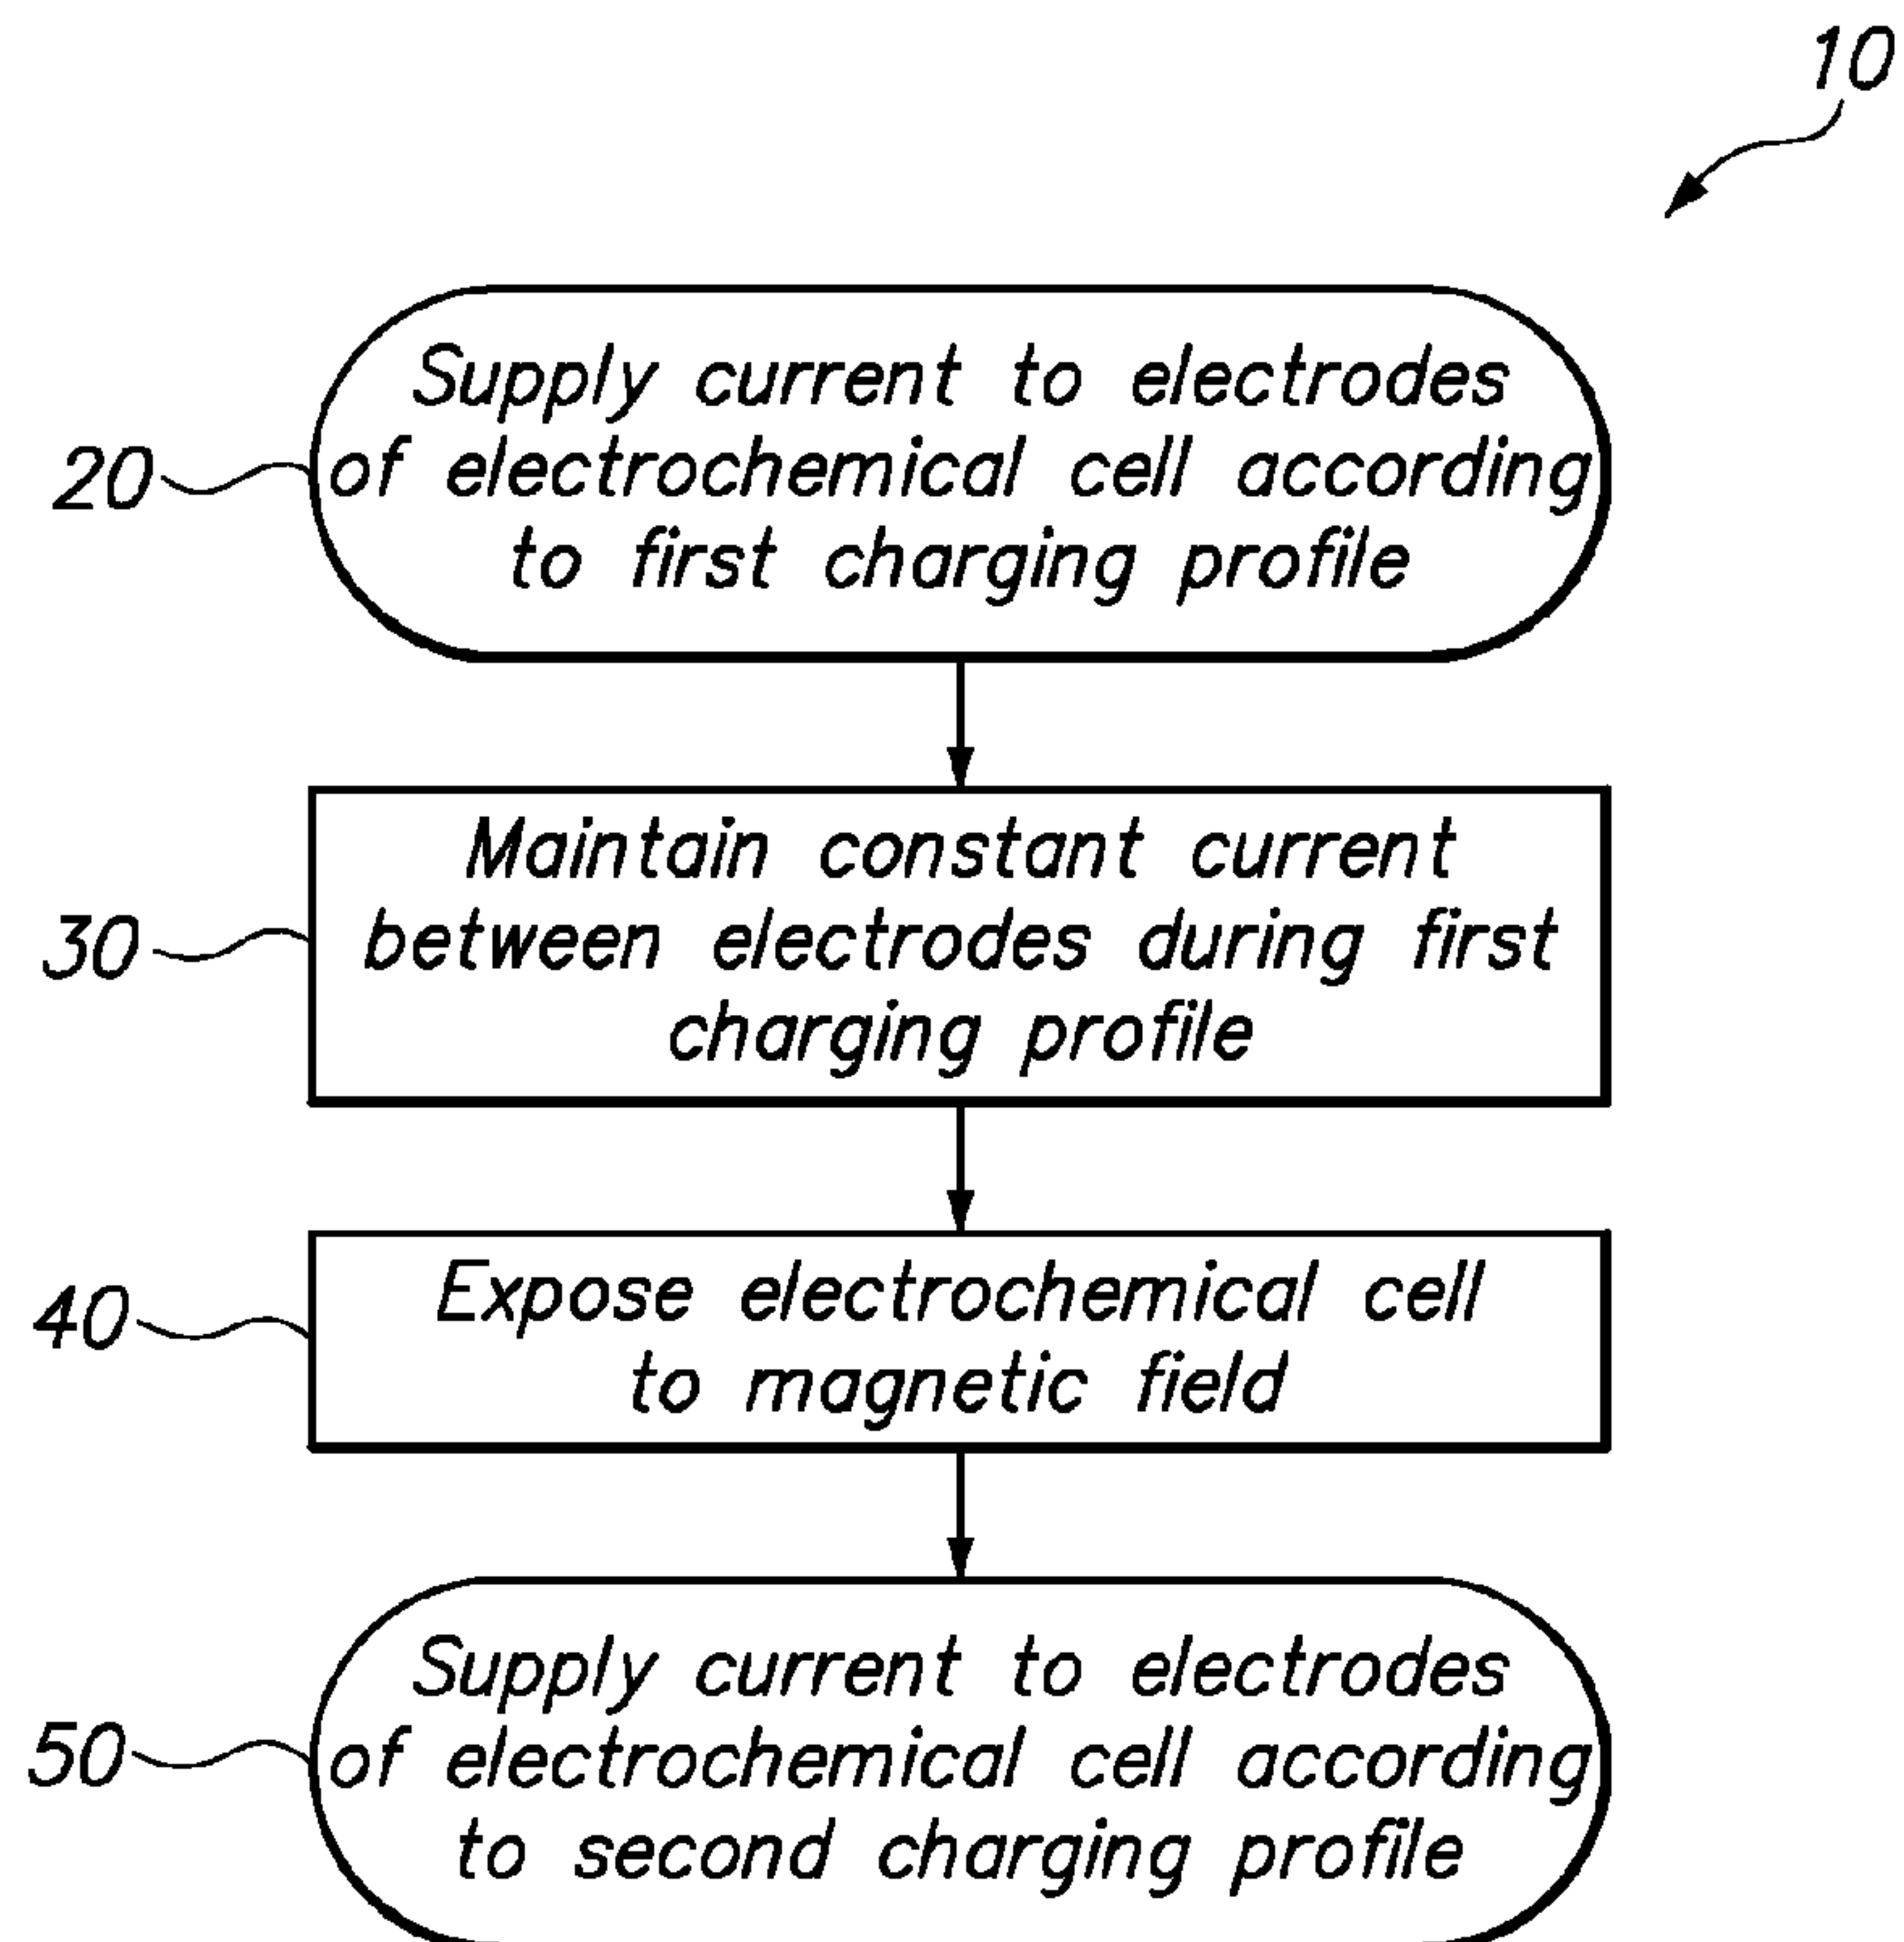 10
Supply current to electrodes
20
of electrochemical cell according
to first charging profile
Maintain constant current
30
between electrodes during first
charging profile
40
Expose electrochemical cell
to magnetic field
Supply current to electrodes
50
of electrochemical cell according
to second charging profile